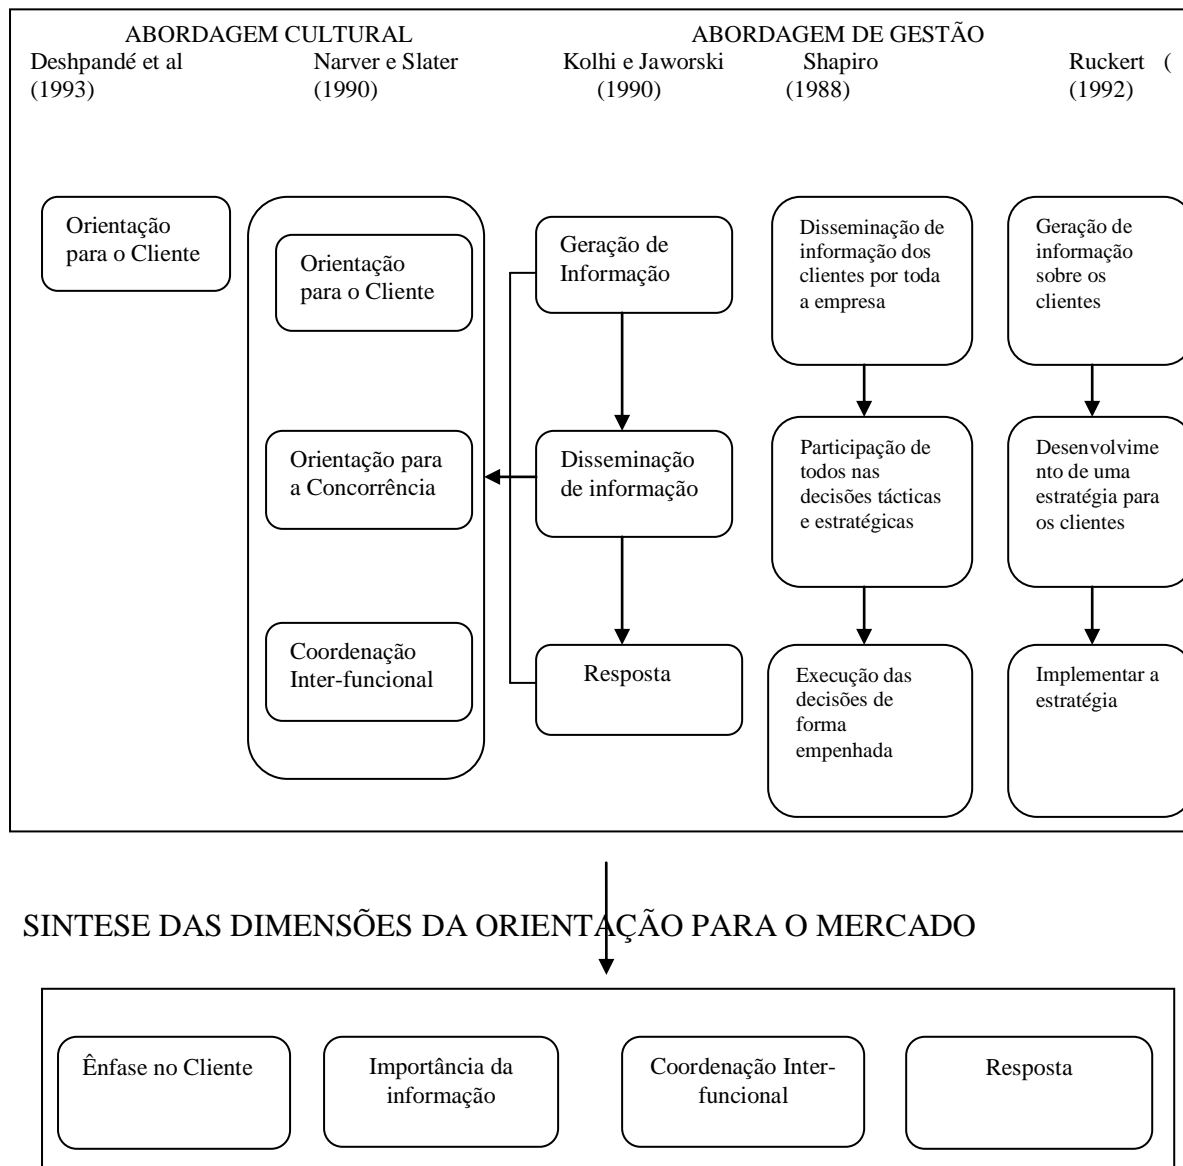 ABORDAGEM CULTURAL
ABORDAGEM DE GESTÃO
Deshpandé et al
(1993)
Narver e Slater
(1990)
Kolhi e Jaworski
(1990)
Shapiro
(1988)
Ruckert (
(1992)
Orientação
para o Cliente
Orientação
para o Cliente
Orientação para
a Concorrência
Coordenação
Inter-funcional
Geração de
Informação
Disseminação
de informação
Resposta
Disseminação de
informação dos
clientes por toda
a empresa
Participação de
todos nas
decisões tácticas
e estratégicas
Execução das
decisões de
forma
empenhada
Geração de
informação
sobre os
clientes
Desenvolvime
nto de uma
estratégia para
os clientes
Implementar a
estratégia
SINTESE DAS DIMENSÕES DA ORIENTAÇÃO PARA O MERCADO
Ênfase no Cliente
Importância da
informação
Coordenação Inter-
funcional
Resposta